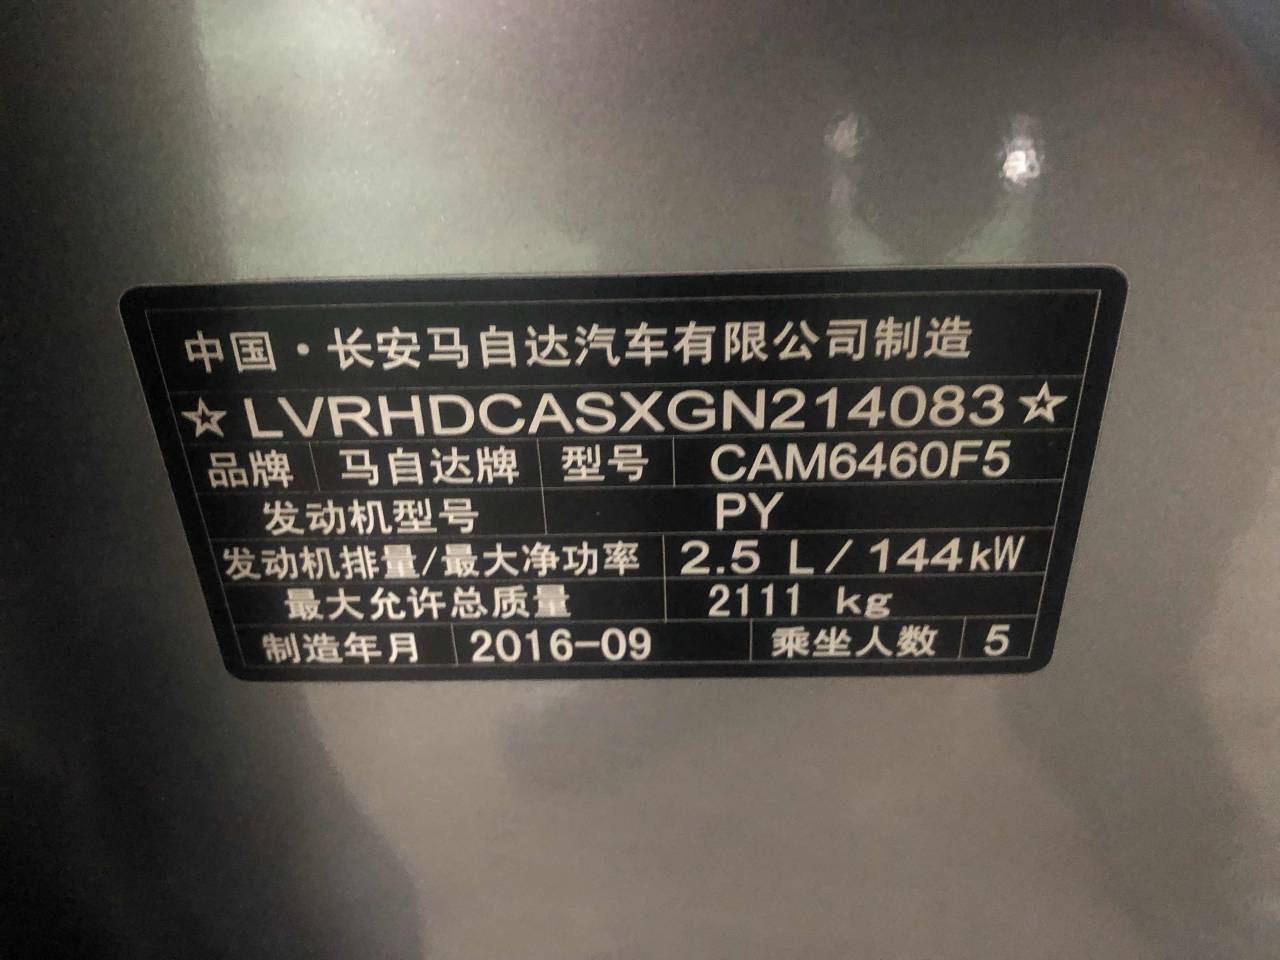 中国·长安马自达汽车有限公司制造
☆LVRHDCASXGN214083☆
品牌 马自达牌 型号 CAM6460F5
发动机型号 PY
发动机排量/最大净功率 2.5 L/144kW
最大允许总质量 2111 kg
制造年月 2016-09 乘坐人数 5